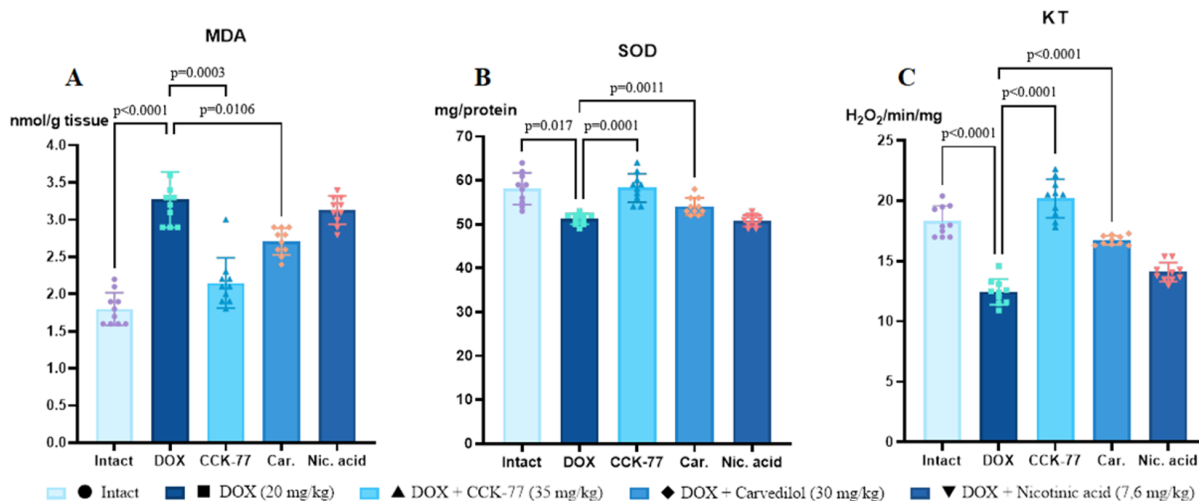 MDA
A
p=0.0003
p<0.0001
p=0.0106
nmol/g tissue
4.0
3.5
3.0
2.5
2.0
1.5
1.0
0.5
0.0
Intact DOX CCK-77 Car. Nic. acid
SOD
B
p=0.0011
mg/protein
p=0.017
p=0.0001
70
60
50
40
30
20
10
0
Intact DOX CCK-77 Car. Nic. acid
KT
C
p<0.0001
p<0.0001
H₂O₂/min/mg
p<0.0001
25
20
15
10
Intact DOX CCK-77 Car. Nic. acid
Intact DOX (20 mg/kg) DOX + CCK-77 (35 mg/kg) DOX + Carvedilol (30 mg/kg) DOX + Nicotinic acid (7,6 mg/kg)